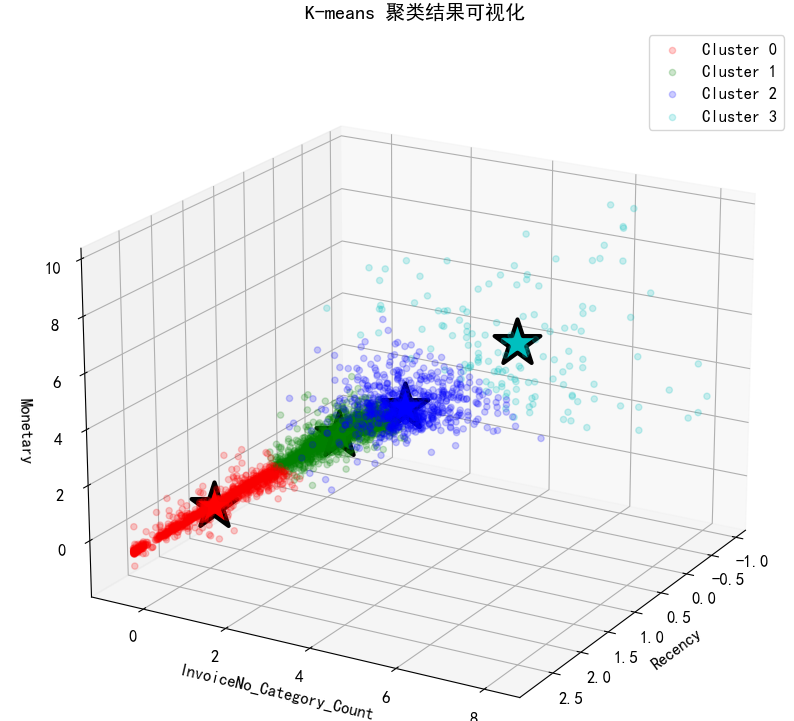 K-means 聚类结果可视化
Cluster 0
Cluster 1
Cluster 2
Cluster 3
10
8
6
4
2
0
Monetary
0
2
4
6
8
InvoiceNo_Category_Count
-1.0
-0.5
0.0
0.5
1.0
1.5
2.0
2.5
Recency